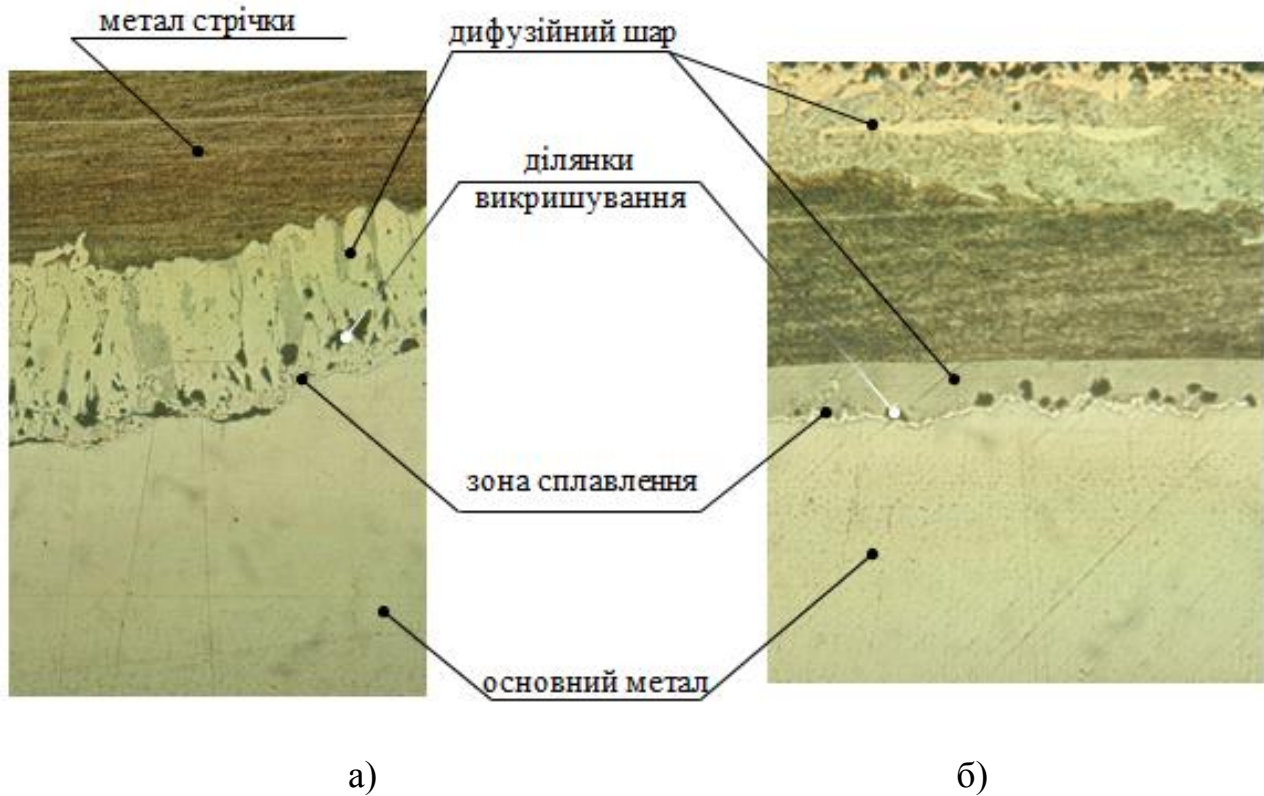 метал стрічки
дифузійний шар
ділянки
викришування
зона сплавлення
основний метал
а)
б)